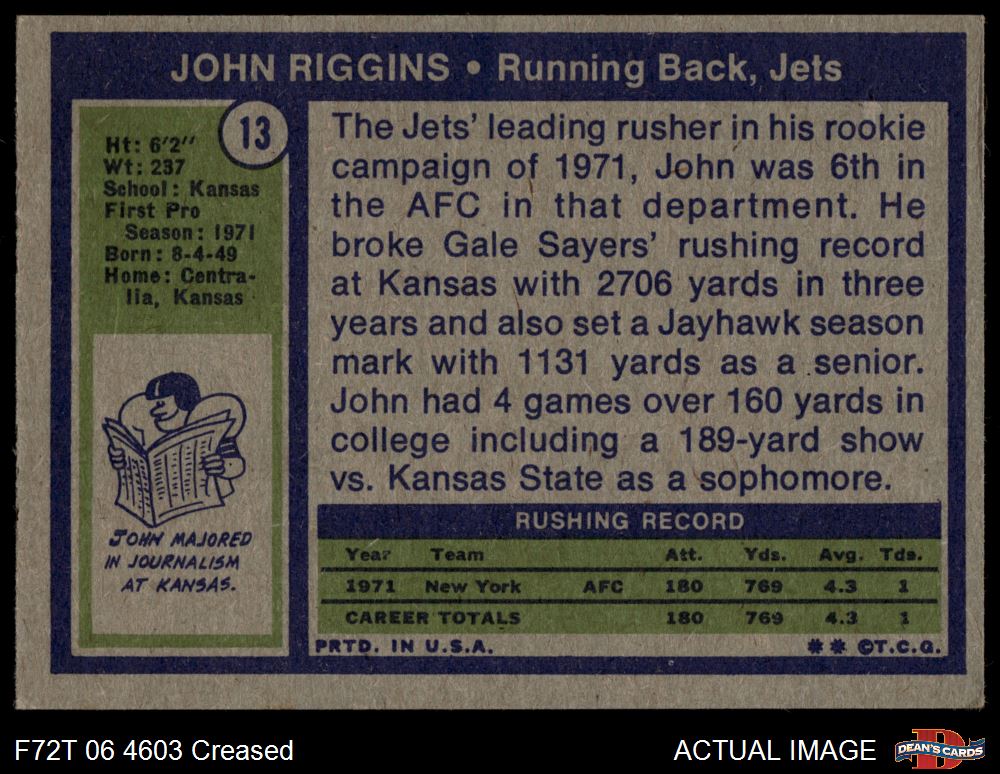 JOHN RIGGINS • Running Back, Jets
13
Ht: 6'2''
Wt: 237
School: Kansas
First Pro
Season: 1971
Born: 8-4-49
Home: Centra-
lia, Kansas
JOHN MAJORED
IN JOURNALISM
AT KANSAS.
The Jets' leading rusher in his rookie
campaign of 1971, John was 6th in
the AFC in that department. He
broke Gale Sayers' rushing record
at Kansas with 2706 yards in three
years and also set a Jayhawk season
mark with 1131 yards as a senior.
John had 4 games over 160 yards in
college including a 189-yard show
vs. Kansas State as a sophomore.
RUSHING RECORD
Year Team Att. Yds. Avg. Tds.
1971 New York AFC 180 769 4.3 1
CAREER TOTALS 180 769 4.3 1
PRTD. IN U.S.A. ** ©T.C.G.
F72T 06 4603 Creased
ACTUAL IMAGE
D
DEAN'S CARDS